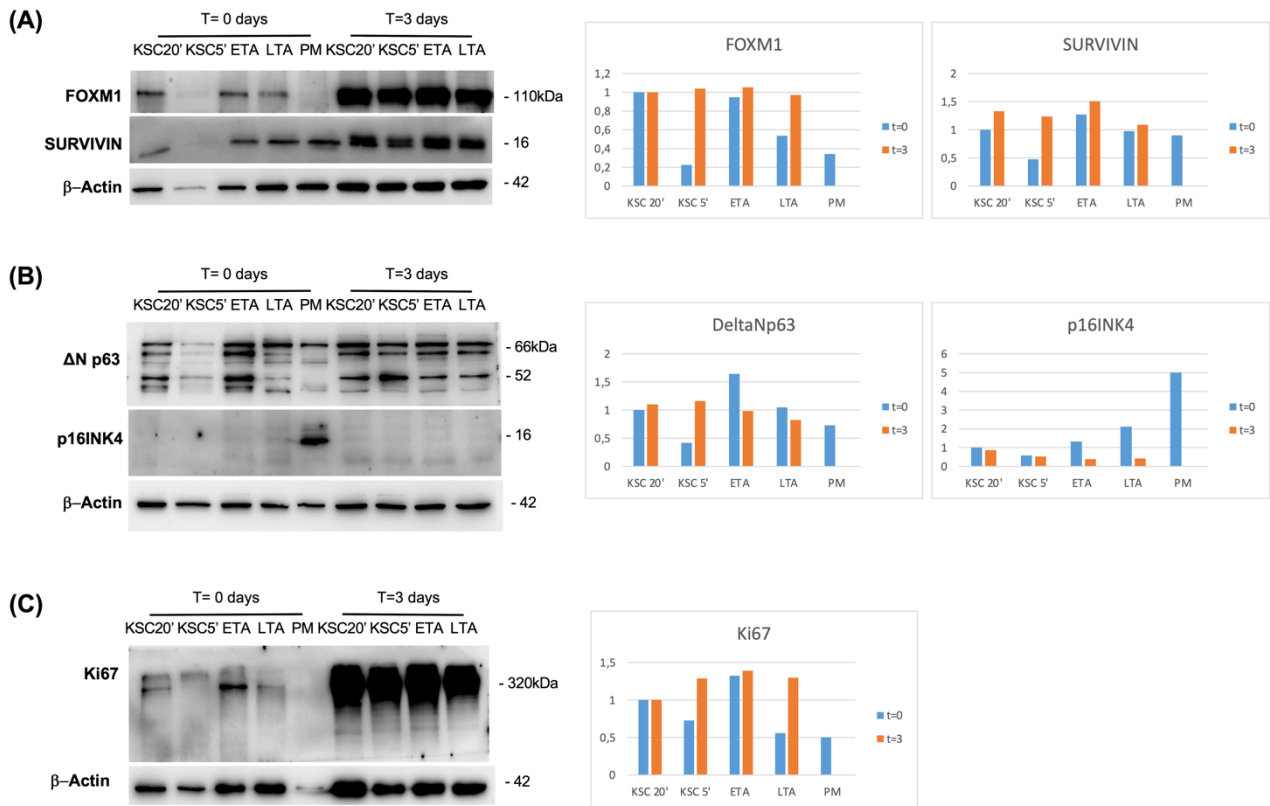 (A)
T= 0 days T=3 days
KSC20' KSC5' ETA LTA PM KSC20' KSC5' ETA LTA
FOXM1 - 110kDa
SURVIVIN - 16
β–Actin - 42
FOXM1
1,2
1
0,8
0,6
0,4
0,2
0
KSC 20' KSC 5' ETA LTA PM
t=0
t=3
SURVIVIN
2
1,5
1
0,5
0
KSC 20' KSC 5' ETA LTA PM
t=0
t=3
(B)
T= 0 days T=3 days
KSC20' KSC5' ETA LTA PM KSC20' KSC5' ETA LTA
ΔN p63 - 66kDa
- 52
p16INK4 - 16
β–Actin - 42
DeltaNp63
2
1,5
1
0,5
0
KSC 20' KSC 5' ETA LTA PM
t=0
t=3
p16INK4
6
5
4
3
2
1
0
KSC 20' KSC 5' ETA LTA PM
t=0
t=3
(C)
T= 0 days T=3 days
KSC20' KSC5' ETA LTA PM KSC20' KSC5' ETA LTA
Ki67 - 320kDa
β–Actin - 42
Ki67
1,5
1
0,5
0
KSC 20' KSC 5' ETA LTA PM
t=0
t=3